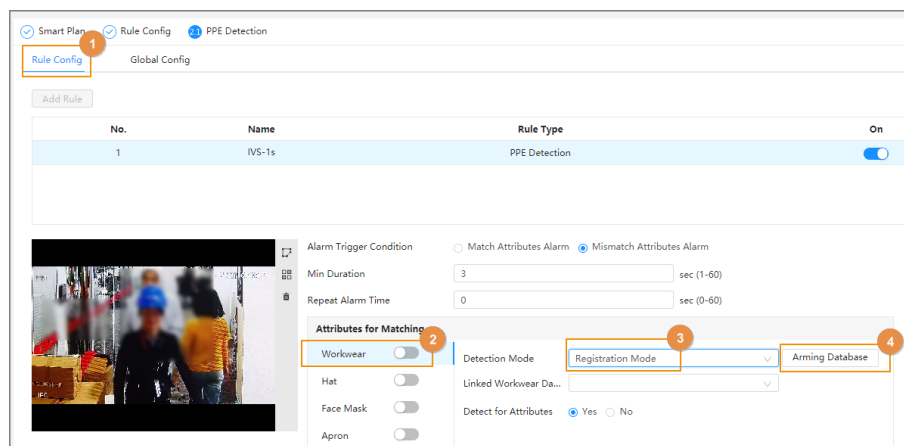 Smart Plan Rule Config 2.1 PPE Detection
1
Rule Config Global Config
Add Rule
No. Name Rule Type On
1 IVS-1s PPE Detection
Alarm Trigger Condition Match Attributes Alarm Mismatch Attributes Alarm
Min Duration 3 sec (1-60)
Repeat Alarm Time 0 sec (0-60)
Attributes for Matching
2 3 4
Workwear Detection Mode Registration Mode Arming Database
Hat Linked Workwear Da...
Face Mask Detect for Attributes Yes No
Apron